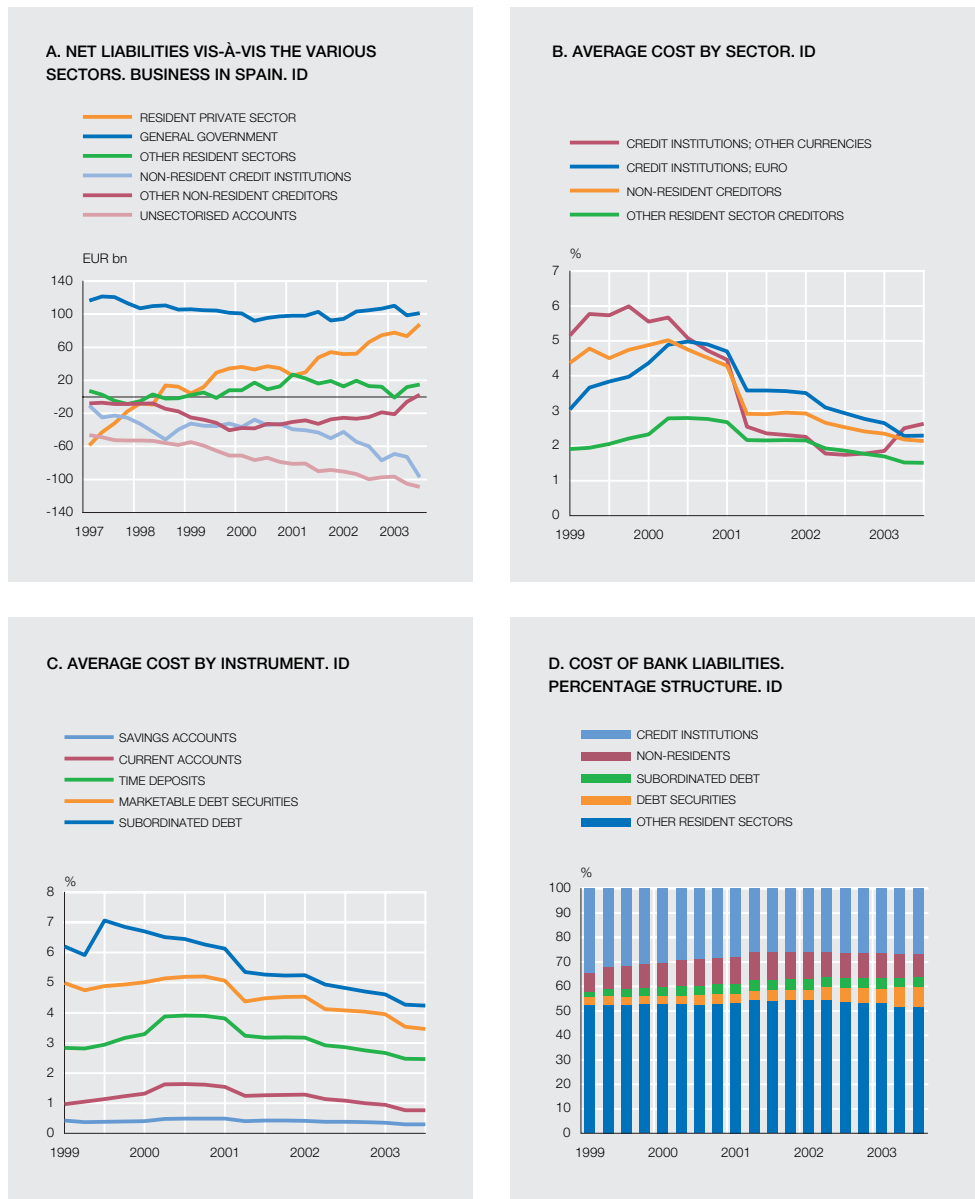 A. NET LIABILITIES VIS-À-VIS THE VARIOUS
SECTORS. BUSINESS IN SPAIN. ID
RESIDENT PRIVATE SECTOR
GENERAL GOVERNMENT
OTHER RESIDENT SECTORS
NON-RESIDENT CREDIT INSTITUTIONS
OTHER NON-RESIDENT CREDITORS
UNSECTORISED ACCOUNTS
EUR bn
140
100
60
20
-20
-60
-100
-140
1997 1998 1999 2000 2001 2002 2003
B. AVERAGE COST BY SECTOR. ID
CREDIT INSTITUTIONS; OTHER CURRENCIES
CREDIT INSTITUTIONS; EURO
NON-RESIDENT CREDITORS
OTHER RESIDENT SECTOR CREDITORS
%
7
6
5
4
3
2
1
0
1999 2000 2001 2002 2003
C. AVERAGE COST BY INSTRUMENT. ID
SAVINGS ACCOUNTS
CURRENT ACCOUNTS
TIME DEPOSITS
MARKETABLE DEBT SECURITIES
SUBORDINATED DEBT
%
8
7
6
5
4
3
2
1
0
1999 2000 2001 2002 2003
D. COST OF BANK LIABILITIES.
PERCENTAGE STRUCTURE. ID
CREDIT INSTITUTIONS
NON-RESIDENTS
SUBORDINATED DEBT
DEBT SECURITIES
OTHER RESIDENT SECTORS
%
100
90
80
70
60
50
40
30
20
10
0
1999 2000 2001 2002 2003